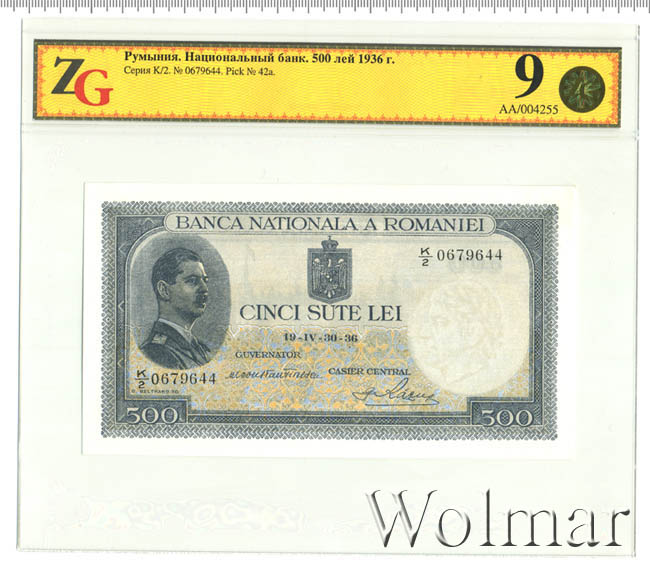 ZG
Румыния. Национальный банк. 500 лей 1936 г.
Серия K/2. № 0679644. Pick № 42a.
9
AA/004255
BANCA NATIONALA A ROMANIEI
K/2 0679644
CINCI SUTE LEI
19-IV-30-36
GUVERNATOR
CASIER CENTRAL
K/2 0679644
500
500
Wolmar